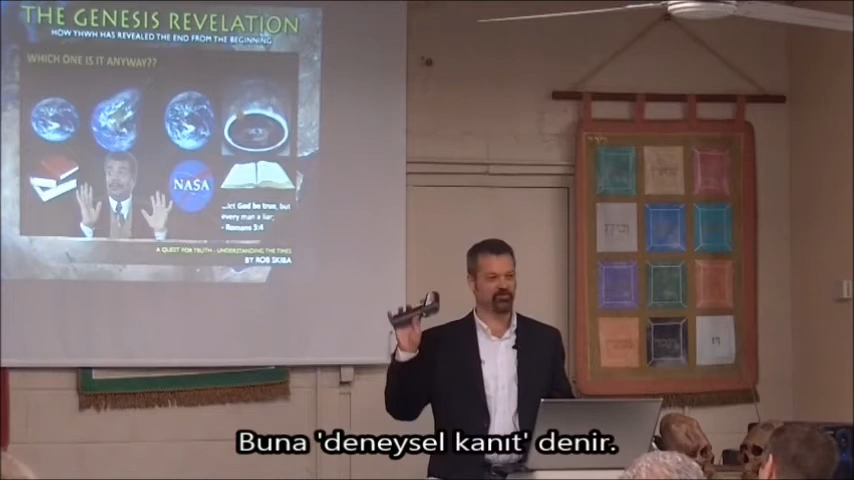 THE GENESIS REVELATION
HOW YHWH HAS REVEALED THE END FROM THE BEGINNING
WHICH ONE IS IT ANYWAY??
NASA
...let God be true, but
every man a liar;
- Romans 3:4
A QUEST FOR TRUTH - UNDERSTANDING THE TIMES
BY ROB SKIBA
Buna 'deneysel kanıt' denir.